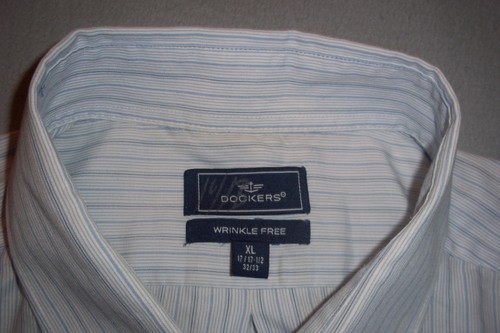 DOCKERS®
WRINKLE FREE
XL
17 / 17-1/2
32/33